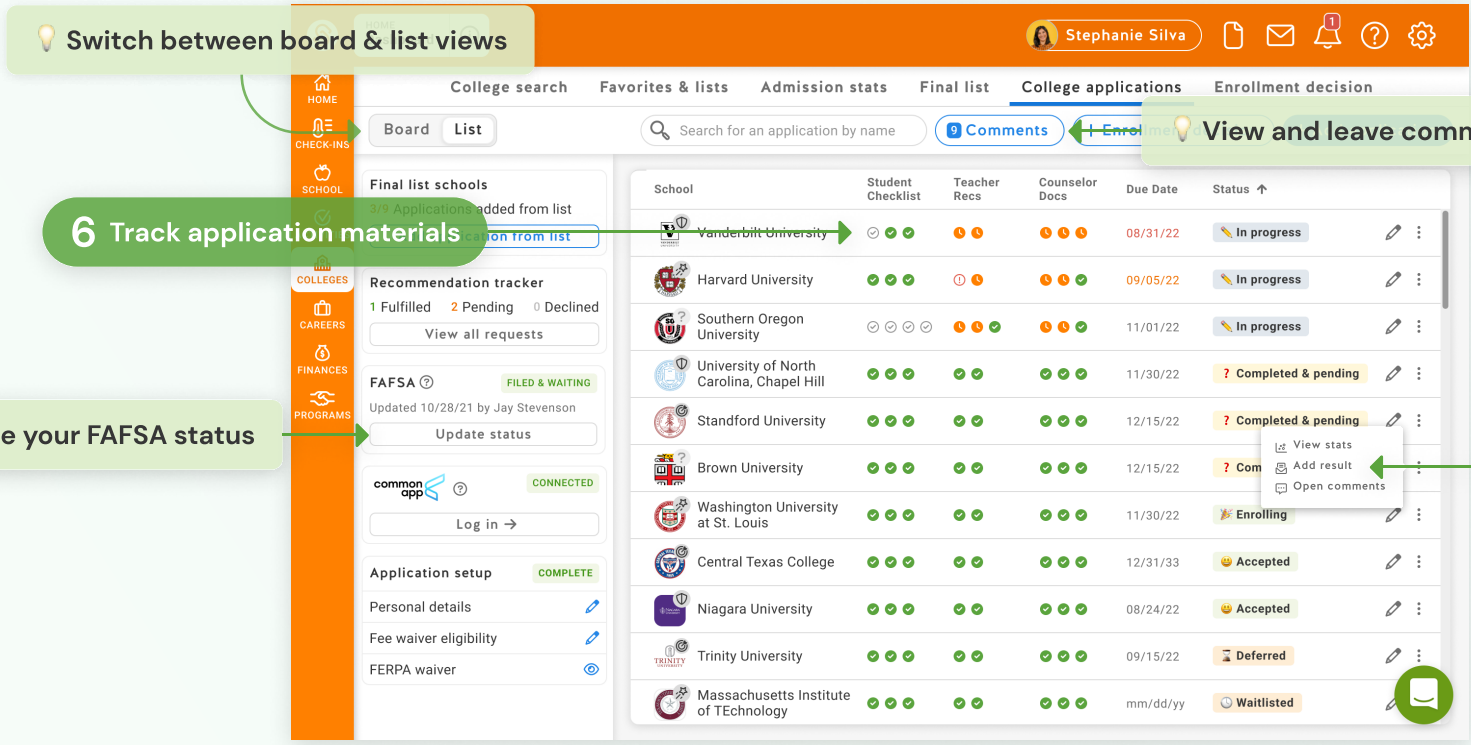 💡 Switch between board & list views
HOME
Stephanie Silva
1
HOME
CHECK-INS
SCHOOL
COLLEGES
CAREERS
FINANCES
PROGRAMS
College search
Favorites & lists
Admission stats
Final list
College applications
Enrollment decision
Board
List
Search for an application by name
9 Comments
💡 View and leave comm
Final list schools
3/9 Applications added from list
from list
6 Track application materials
Recommendation tracker
1 Fulfilled 2 Pending 0 Declined
View all requests
FAFSA
FILED & WAITING
Updated 10/28/21 by Jay Stevenson
Update status
e your FAFSA status
common app
CONNECTED
Log in →
Application setup
COMPLETE
Personal details
Fee waiver eligibility
FERPA waiver
School
Student
Checklist
Teacher
Recs
Counselor
Docs
Due Date
Status ↑
Vanderbilt University
08/31/22
In progress
Harvard University
09/05/22
In progress
Southern Oregon
University
11/01/22
In progress
University of North
Carolina, Chapel Hill
11/30/22
? Completed & pending
Standford University
12/15/22
? Completed & pending
View stats
Add result
Open comments
Brown University
12/15/22
? Com
Washington University
at St. Louis
11/30/22
Enrolling
Central Texas College
12/31/33
Accepted
Niagara University
08/24/22
Accepted
TRINITY
Trinity University
09/15/22
Deferred
Massachusetts Institute
of TEchnology
mm/dd/yy
Waitlisted